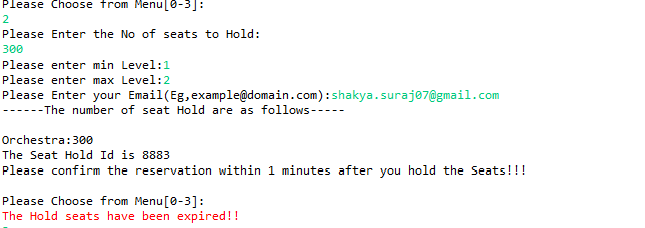 Please Choose from Menu[0-3]:
2
Please Enter the No of seats to Hold:
300
Please enter min Level:1
Please enter max Level:2
Please Enter your Email(Eg,example@domain.com):shakya.suraj07@gmail.com
------The number of seat Hold are as follows-----
Orchestra:300
The Seat Hold Id is 8883
Please confirm the reservation within 1 minutes after you hold the Seats!!!
Please Choose from Menu[0-3]:
The Hold seats have been expired!!